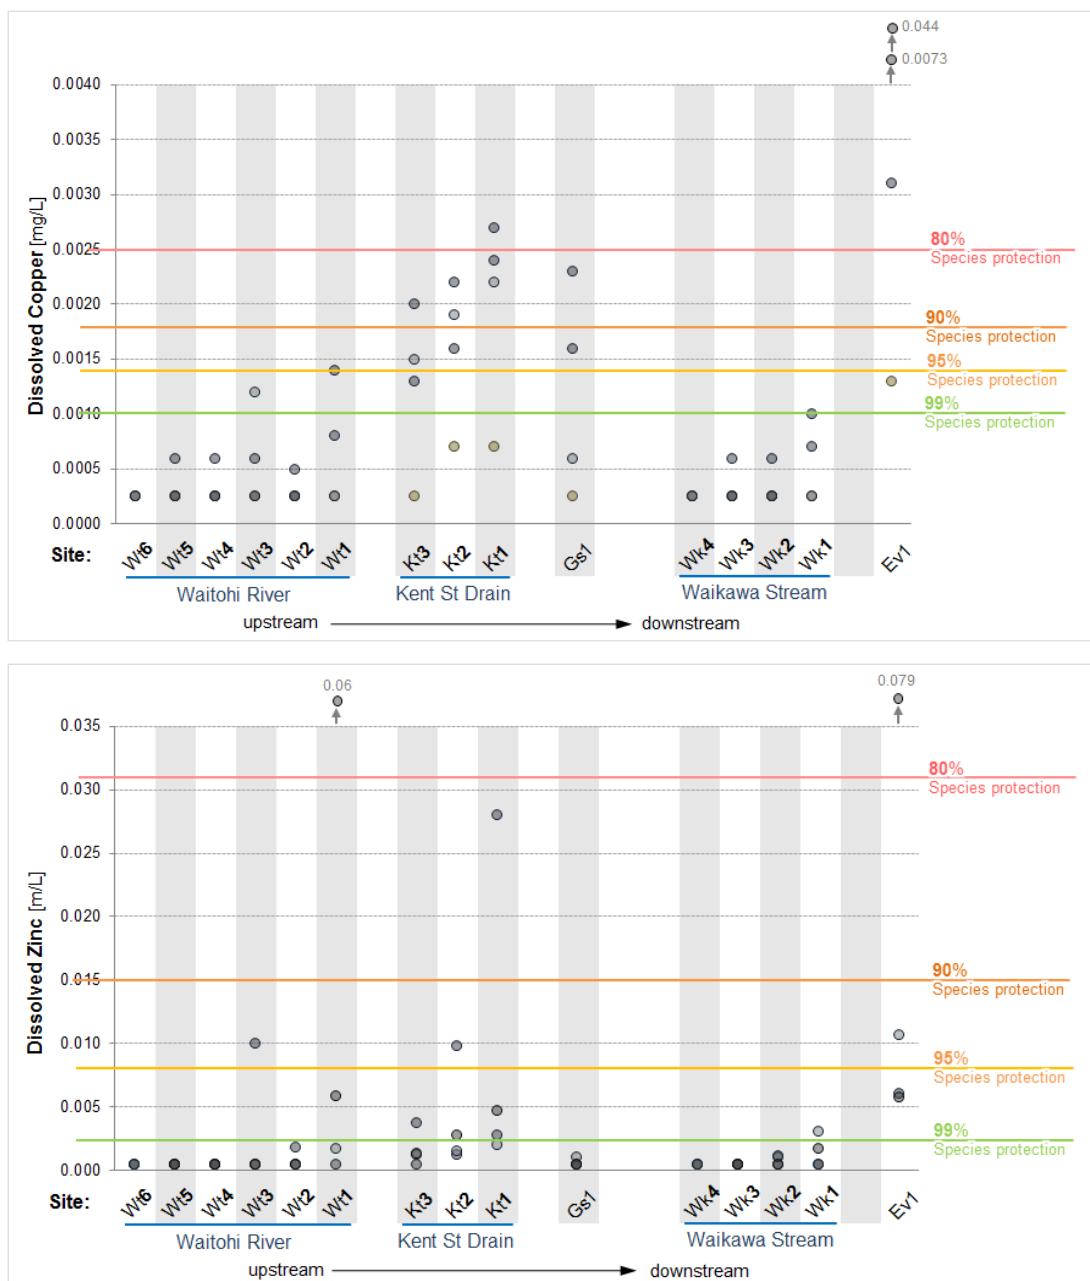 0.044
0.0073
0.0040
0.0035
0.0030
0.0025
0.0020
0.0015
0.0010
0.0005
0.0000
Dissolved Copper [mg/L]
80%
Species protection
90%
Species protection
95%
Species protection
99%
Species protection
Site: Wt6 Wt5 Wt4 Wt3 Wt2 Wt1 Kt3 Kt2 Kt1 Gs1 Wk4 Wk3 Wk2 Wk1 Ev1
Waitohi River Kent St Drain Waikawa Stream
upstream downstream
0.06 0.079
0.035
0.030
0.025
0.020
0.015
0.010
0.005
0.000
Dissolved Zinc [m/L]
80%
Species protection
90%
Species protection
95%
Species protection
99%
Species protection
Site: Wt6 Wt5 Wt4 Wt3 Wt2 Wt1 Kt3 Kt2 Kt1 Gs1 Wk4 Wk3 Wk2 Wk1 Ev1
Waitohi River Kent St Drain Waikawa Stream
upstream downstream